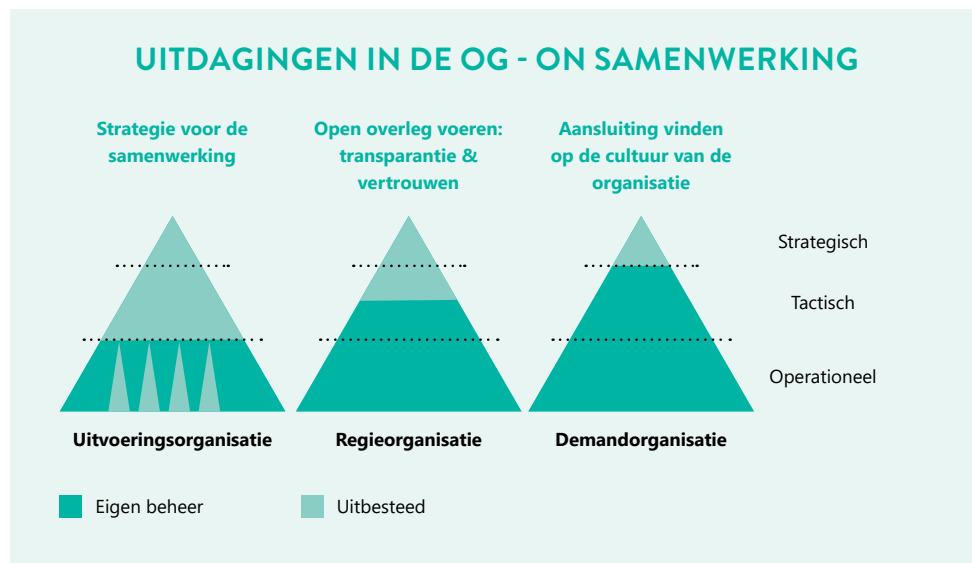 UITDAGINGEN IN DE OG - ON SAMENWERKING
Strategie voor de
samenwerking
Open overleg voeren:
transparantie &
vertrouwen
Aansluiting vinden
op de cultuur van de
organisatie
Strategisch
Tactisch
Operationeel
Uitvoeringsorganisatie
Regieorganisatie
Demandorganisatie
Eigen beheer
Uitbesteed